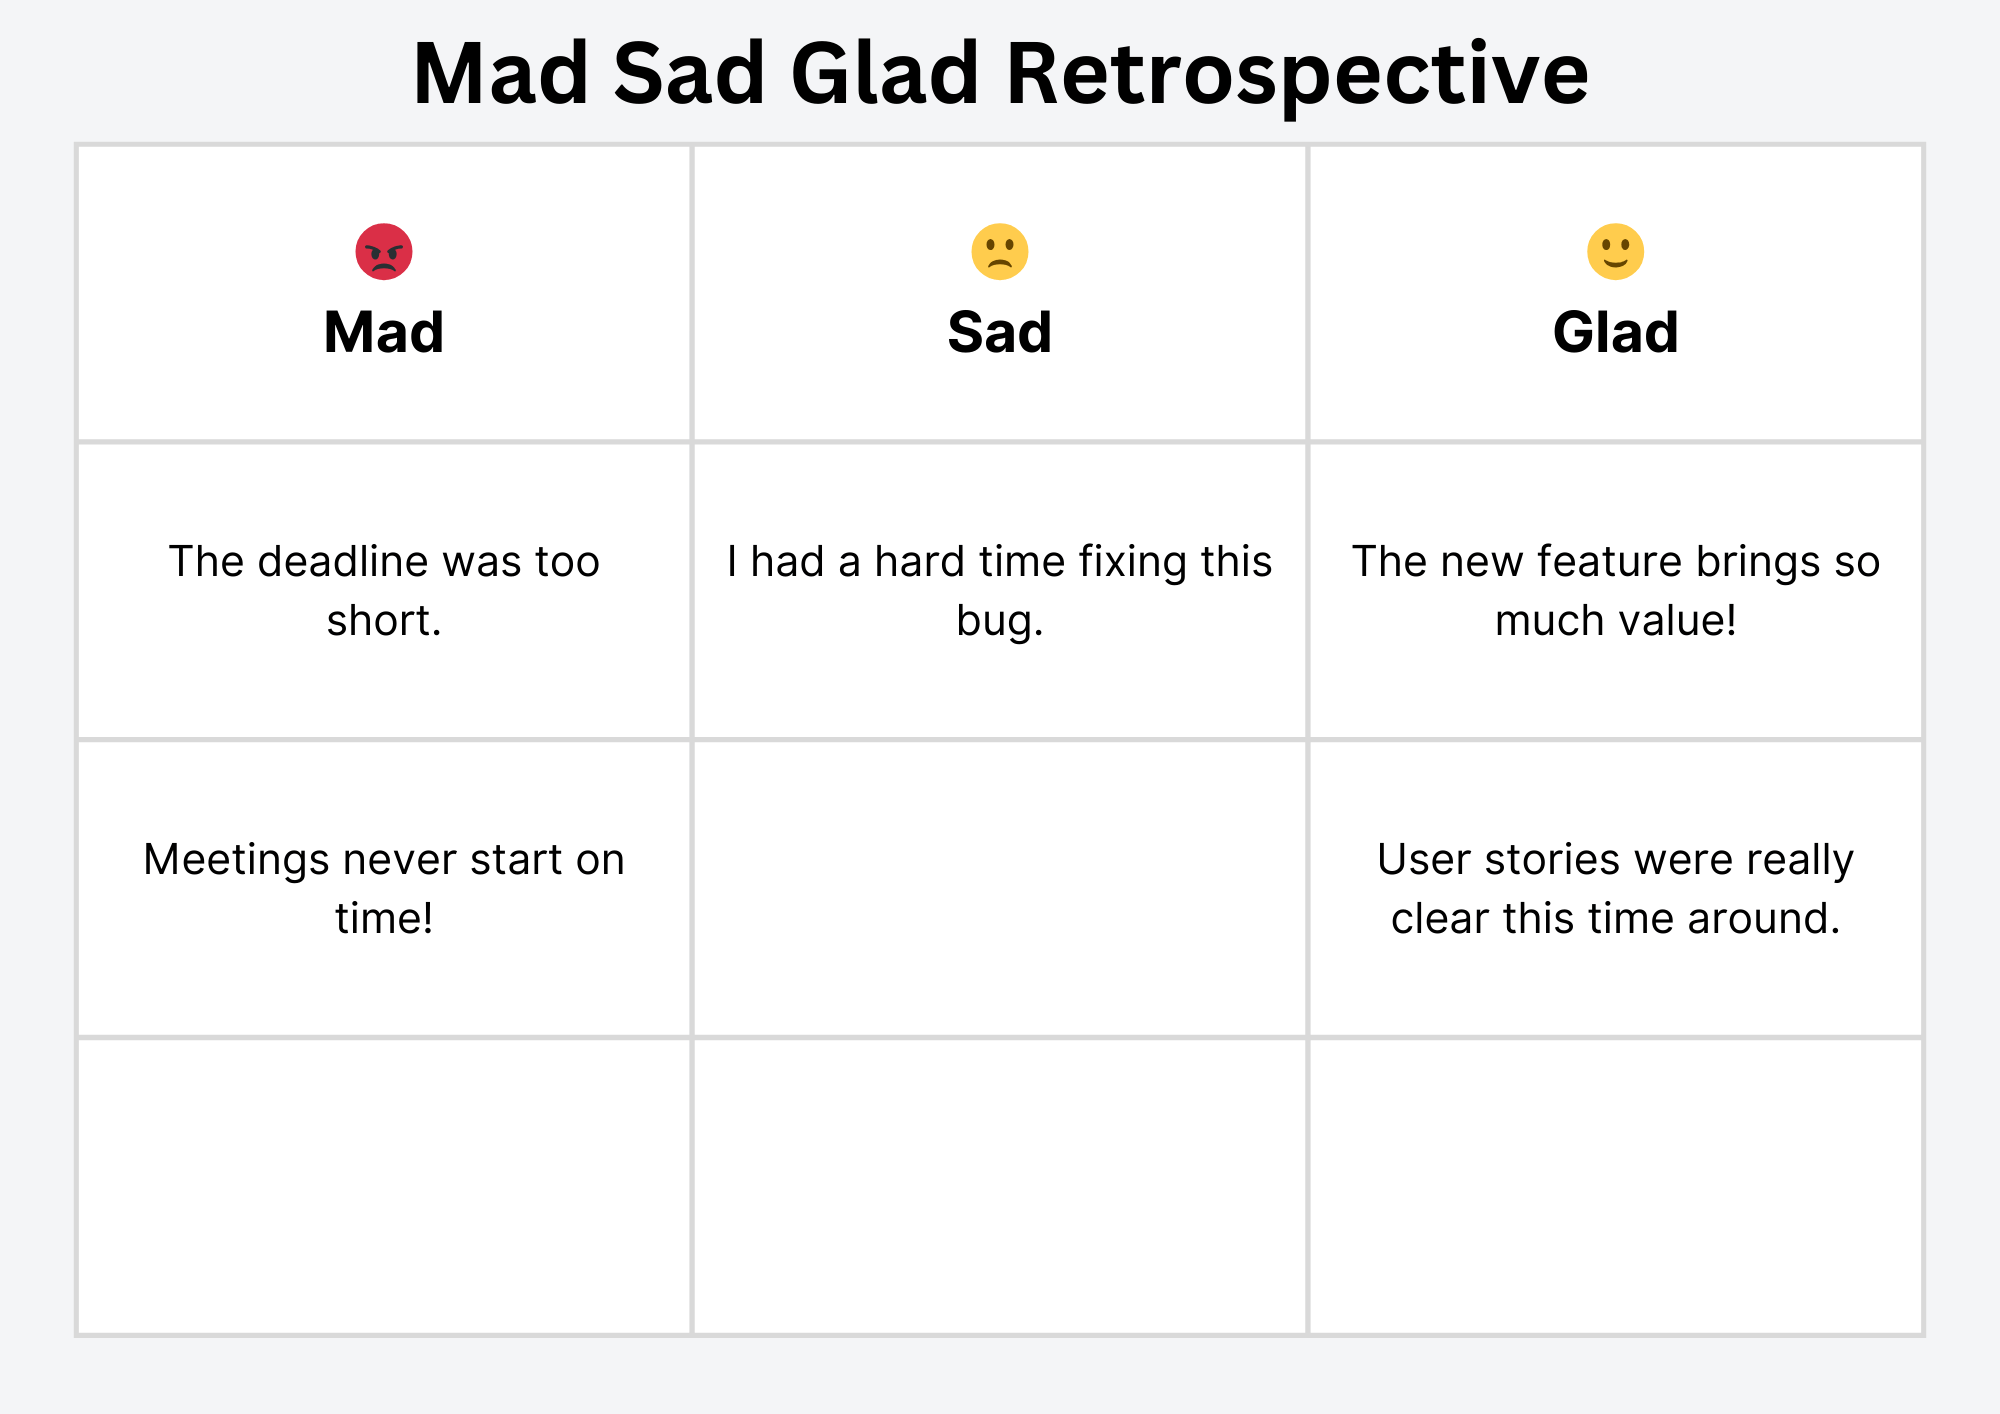 Mad Sad Glad Retrospective
Mad
Sad
Glad
The deadline was too
short.
I had a hard time fixing this
bug.
The new feature brings so
much value!
Meetings never start on
time!
User stories were really
clear this time around.